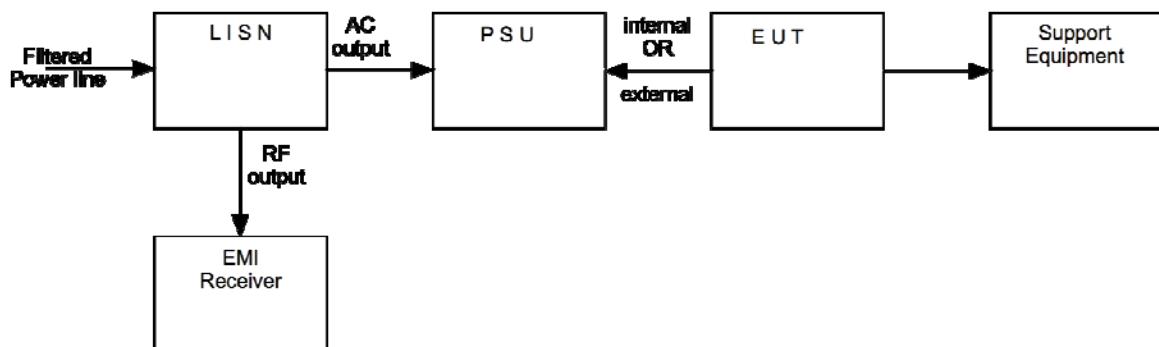 Filtered
Power line
L I S N
AC
output
P S U
internal
OR
external
E U T
Support
Equipment
RF
output
EMI
Receiver